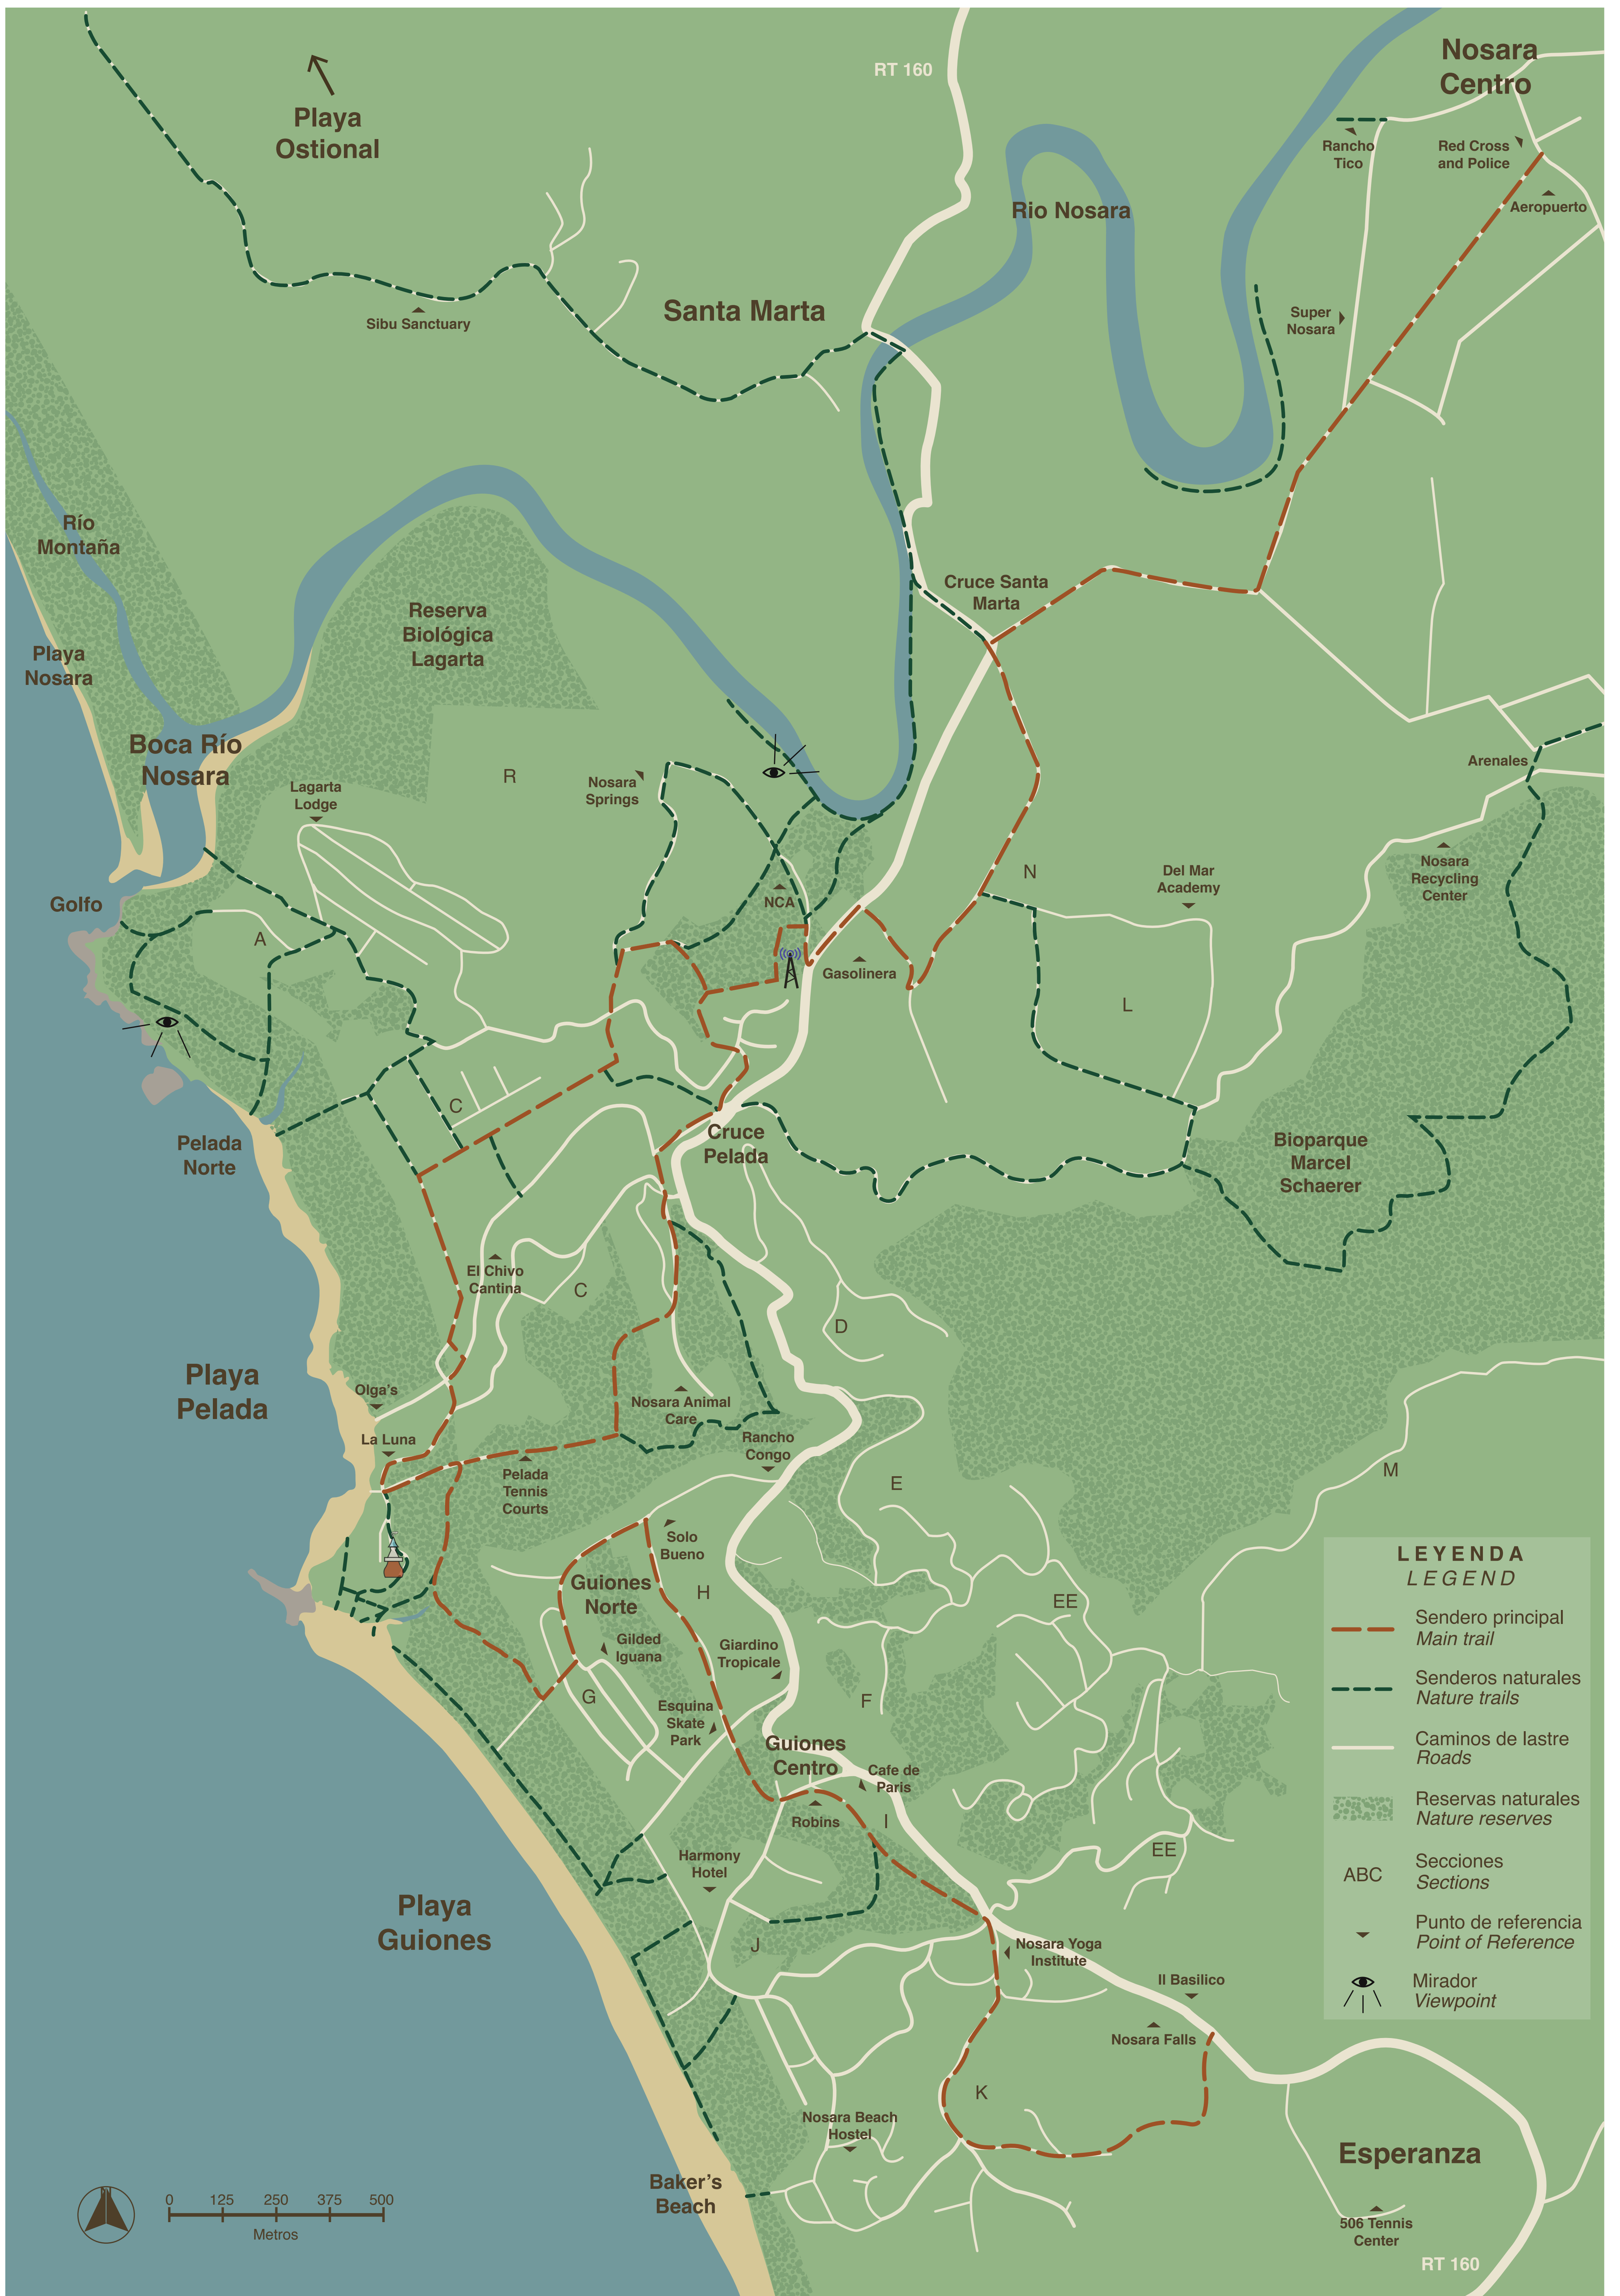 Nosara
Centro
RT 160
Playa
Ostional
Rancho
Tico
Red Cross
and Police
Aeropuerto
Rio Nosara
Santa Marta
Sibu Sanctuary
Super
Nosara
Río
Montaña
Reserva
Biológica
Lagarta
Cruce Santa
Marta
Playa
Nosara
Boca Río
Nosara
Lagarta
Lodge
R
Nosara
Springs
Arenales
Golfo
A
NCA
Gasolinera
N
Del Mar
Academy
Nosara
Recycling
Center
L
C
Pelada
Norte
Cruce
Pelada
Bioparque
Marcel
Schaerer
El Chivo
Cantina
C
D
Playa
Pelada
Olga's
La Luna
Nosara Animal
Care
Rancho
Congo
Pelada
Tennis
Courts
E
M
Solo
Bueno
Guiones
Norte
H
EE
Gilded
Iguana
Giardino
Tropicale
G
Esquina
Skate
Park
F
Guiones
Centro
Cafe de
Paris
Robins
I
EE
Harmony
Hotel
Playa
Guiones
J
Nosara Yoga
Institute
Il Basilico
Nosara Falls
K
Nosara Beach
Hostel
Esperanza
Baker's
Beach
506 Tennis
Center
RT 160
LEYENDA
LEGEND
Sendero principal
Main trail
Senderos naturales
Nature trails
Caminos de lastre
Roads
Reservas naturales
Nature reserves
ABC
Secciones
Sections
Punto de referencia
Point of Reference
Mirador
Viewpoint
N
0 125 250 375 500
Metros